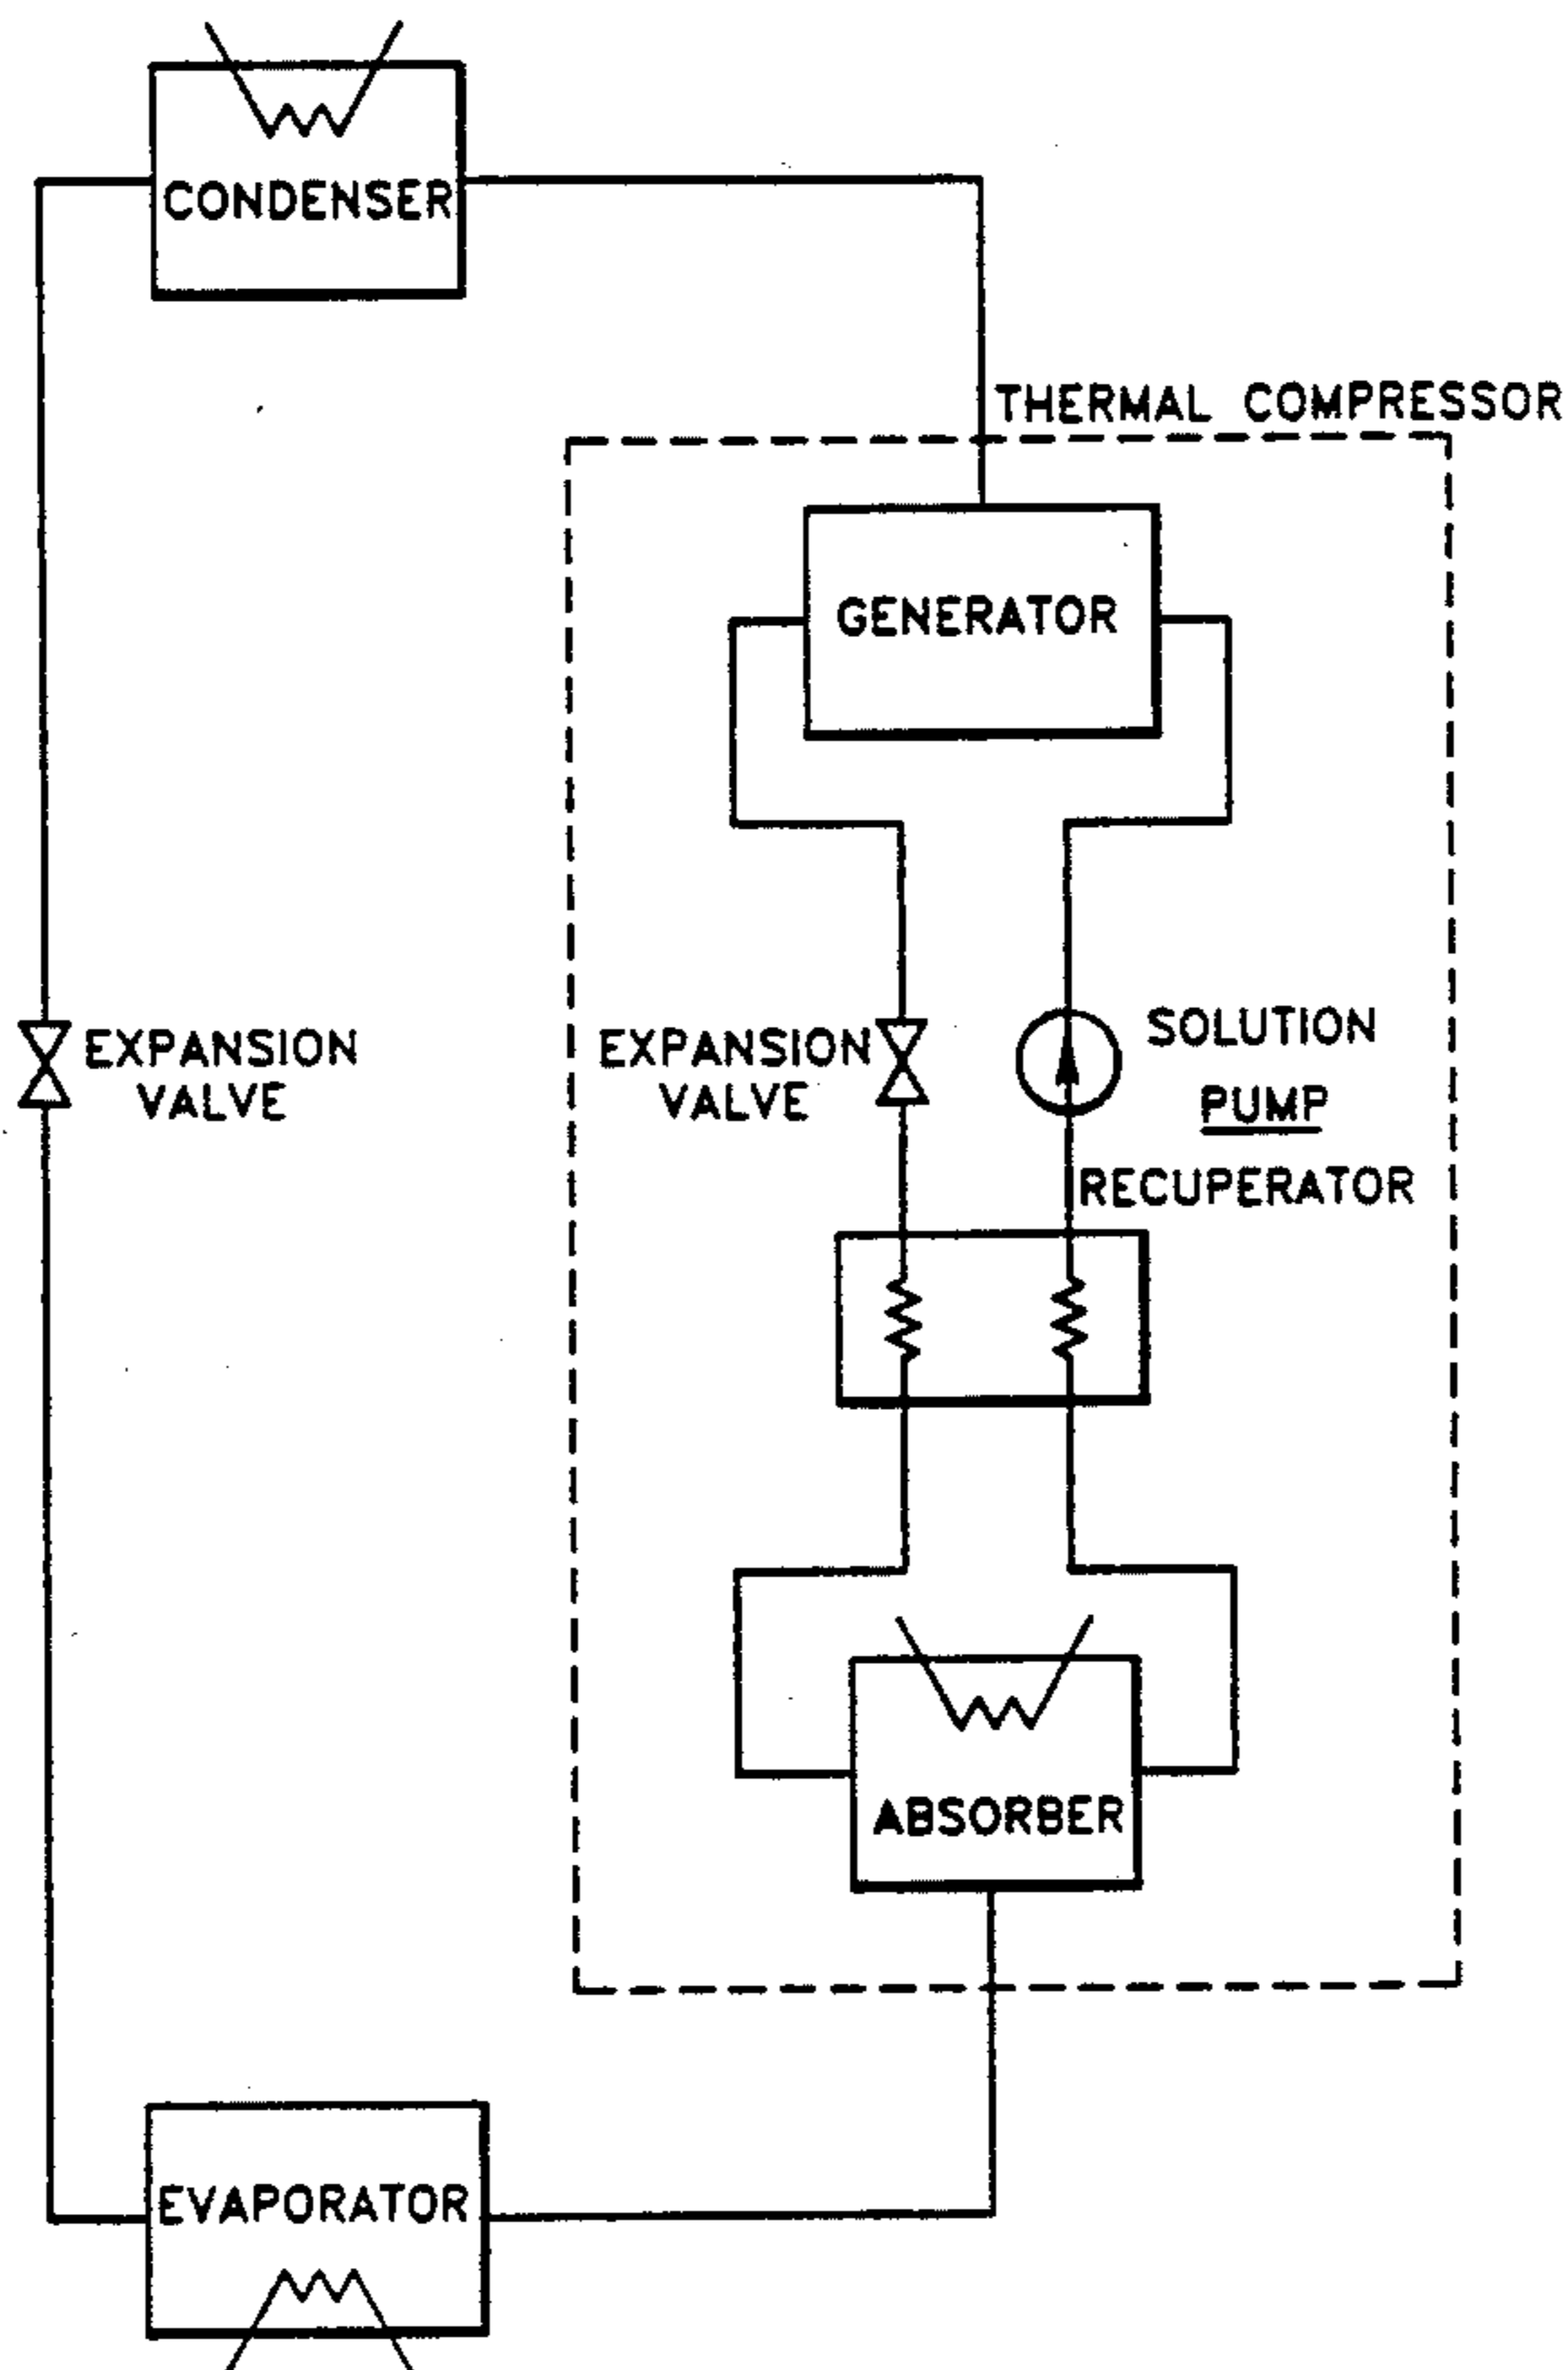 CONDENSER
THERMAL COMPRESSOR
GENERATOR
EXPANSION
VALVE
EXPANSION
VALVE
SOLUTION
PUMP
RECUPERATOR
ABSORBER
EVAPORATOR